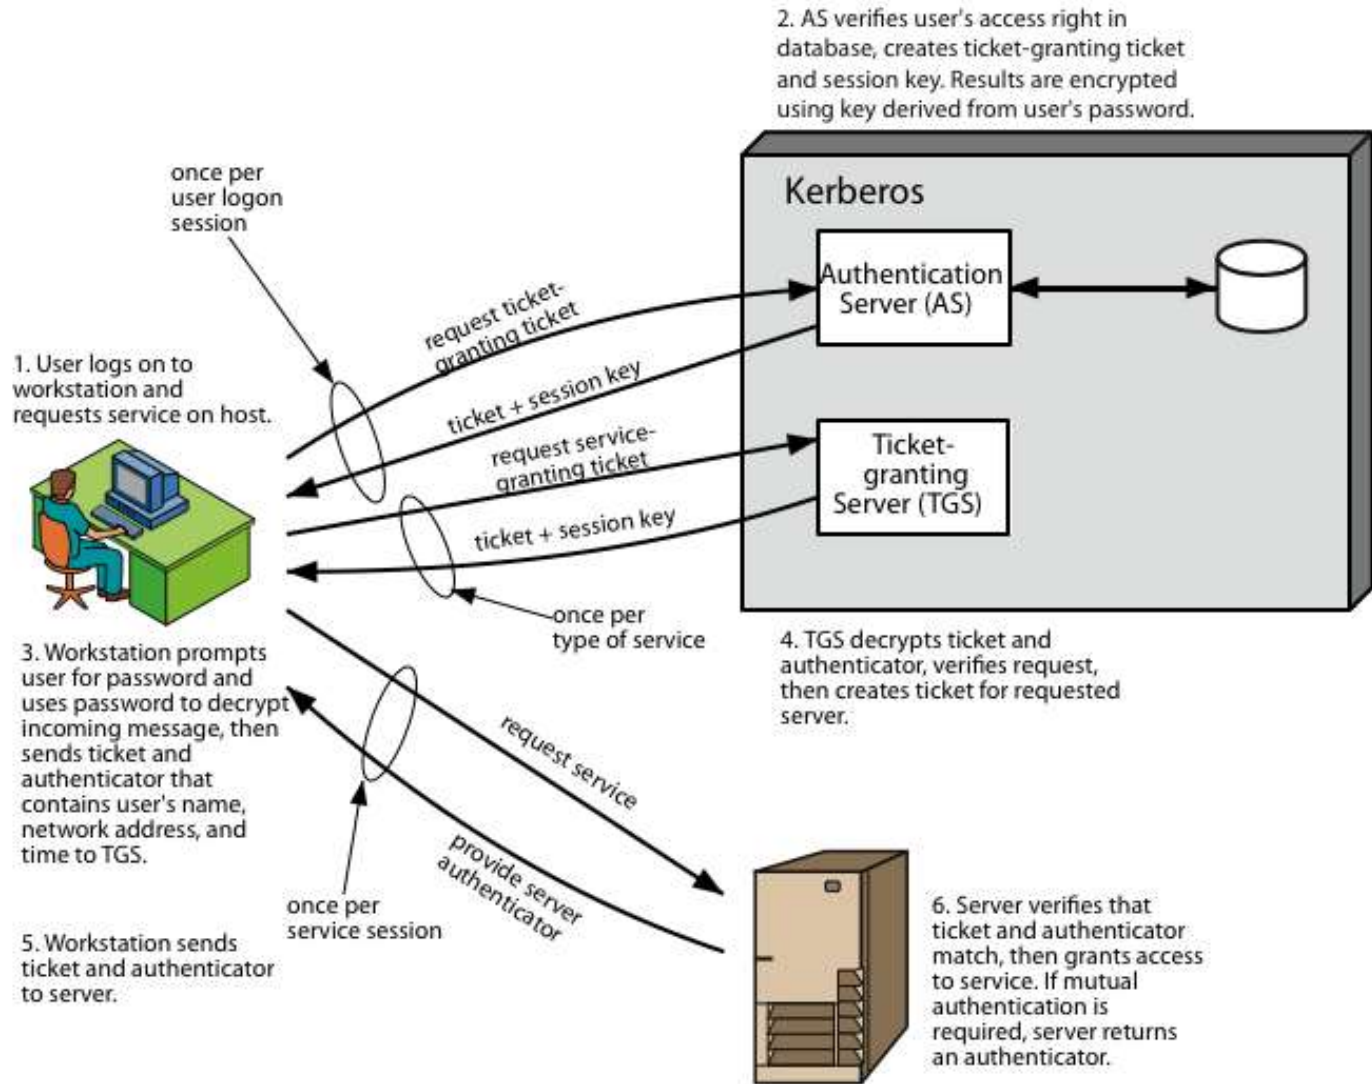 2. AS verifies user's access right in
database, creates ticket-granting ticket
and session key. Results are encrypted
using key derived from user's password.
once per
user logon
session
Kerberos
Authentication
Server (AS)
request ticket-
granting ticket
1. User logs on to
workstation and
requests service on host.
ticket + session key
request service-
granting ticket
Ticket-
granting
Server (TGS)
ticket + session key
once per
type of service
3. Workstation prompts
user for password and
uses password to decrypt
incoming message, then
sends ticket and
authenticator that
contains user's name,
network address, and
time to TGS.
4. TGS decrypts ticket and
authenticator, verifies request,
then creates ticket for requested
server.
request service
provide server
authenticator
once per
service session
5. Workstation sends
ticket and authenticator
to server.
6. Server verifies that
ticket and authenticator
match, then grants access
to service. If mutual
authentication is
required, server returns
an authenticator.